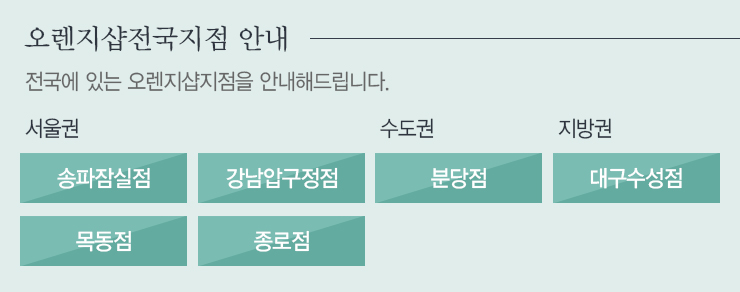 오렌지샵전국지점 안내
전국에 있는 오렌지샵지점을 안내해드립니다.
서울권 수도권 지방권
송파잠실점 강남압구정점 분당점 대구수성점
목동점 종로점